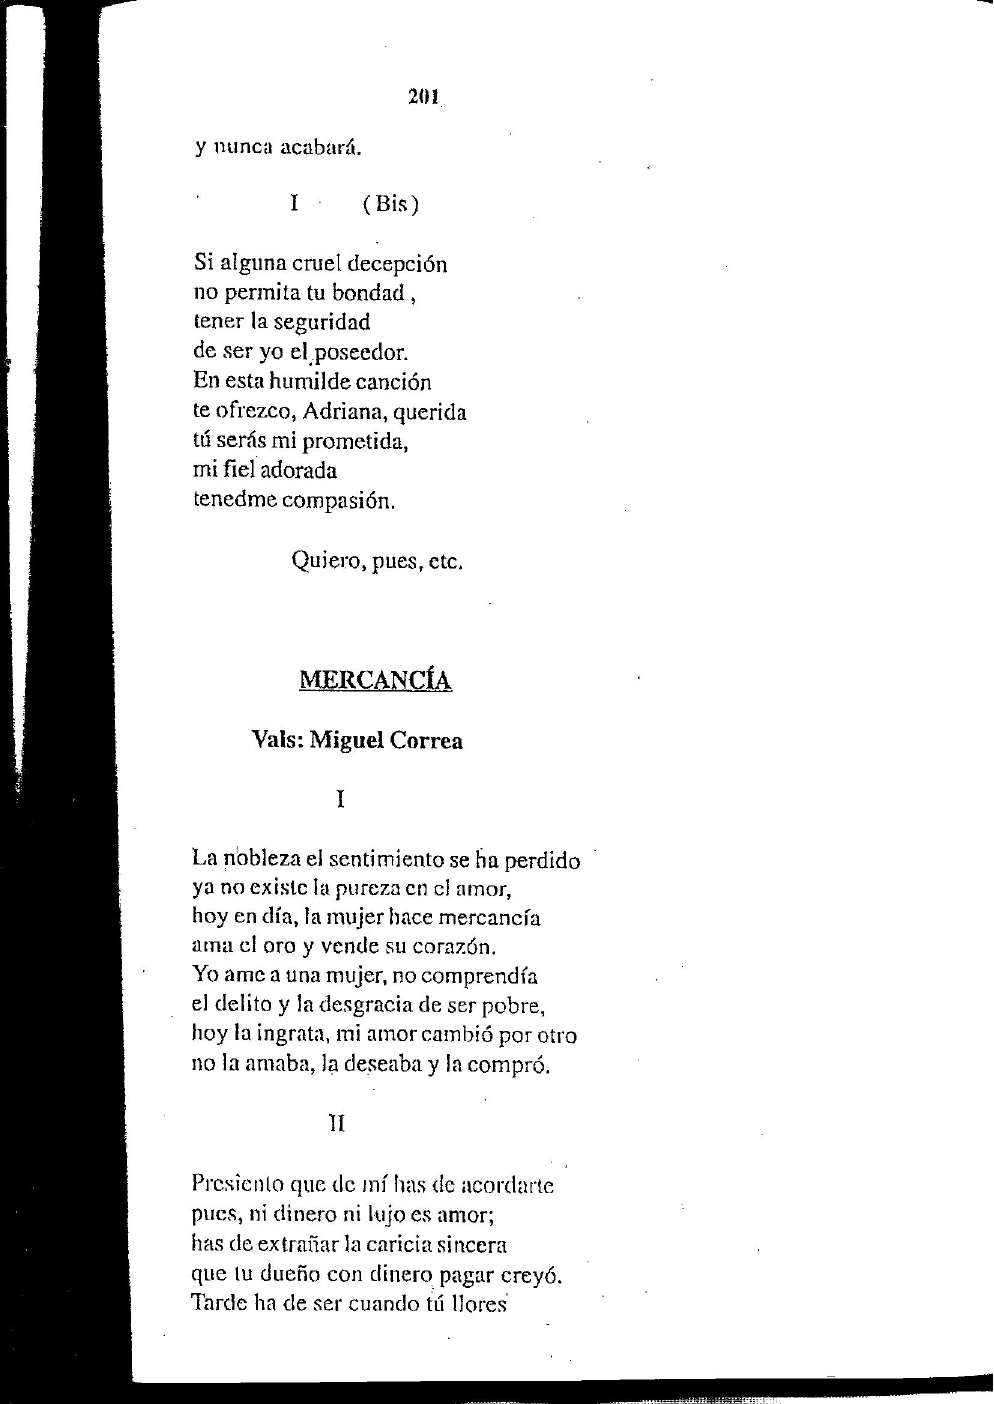 201
y nunca acabará.
I (Bis)
Si alguna cruel decepción
no permita tu bondad ,
tener la seguridad
de ser yo el poseedor.
En esta humilde canción
te ofrezco, Adriana, querida
tú serás mi prometida,
mi fiel adorada
tenedme compasión.
Quiero, pues, etc.
MERCANCÍA
Vals: Miguel Correa
I
La nobleza el sentimiento se ha perdido
ya no existe la pureza en el amor,
hoy en día, la mujer hace mercancía
ama el oro y vende su corazón.
Yo ame a una mujer, no comprendía
el delito y la desgracia de ser pobre,
hoy la ingrata, mi amor cambió por otro
no la amaba, la deseaba y la compró.
II
Presiento que de mí has de acordarte
pues, ni dinero ni lujo es amor;
has de extrañar la caricia sincera
que tu dueño con dinero pagar creyó.
Tarde ha de ser cuando tú llores